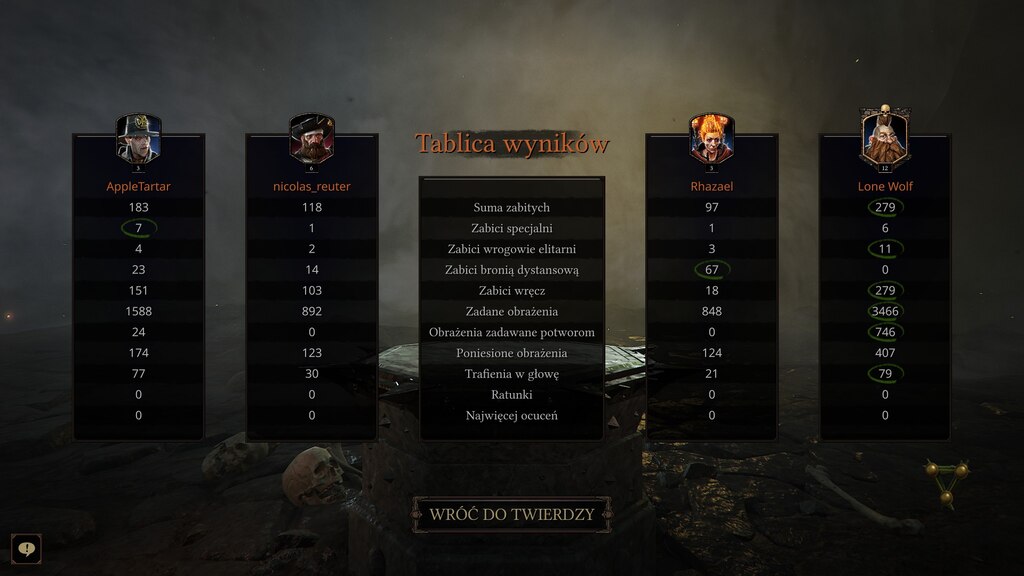 Tablica wyników
3 6 3 12
AppleTartar nicolas_reuter Rhazael Lone Wolf
183 118 Suma zabitych 97 279
7 1 Zabici specjalni 1 6
4 2 Zabici wrogowie elitarni 3 11
23 14 Zabici bronią dystansową 67 0
151 103 Zabici wręcz 18 279
1588 892 Zadane obrażenia 848 3466
24 0 Obrażenia zadawane potworom 0 746
174 123 Poniesione obrażenia 124 407
77 30 Trafienia w głowę 21 79
0 0 Ratunki 0 0
0 0 Najwięcej ocuceń 0 0
WRÓĆ DO TWIERDZY